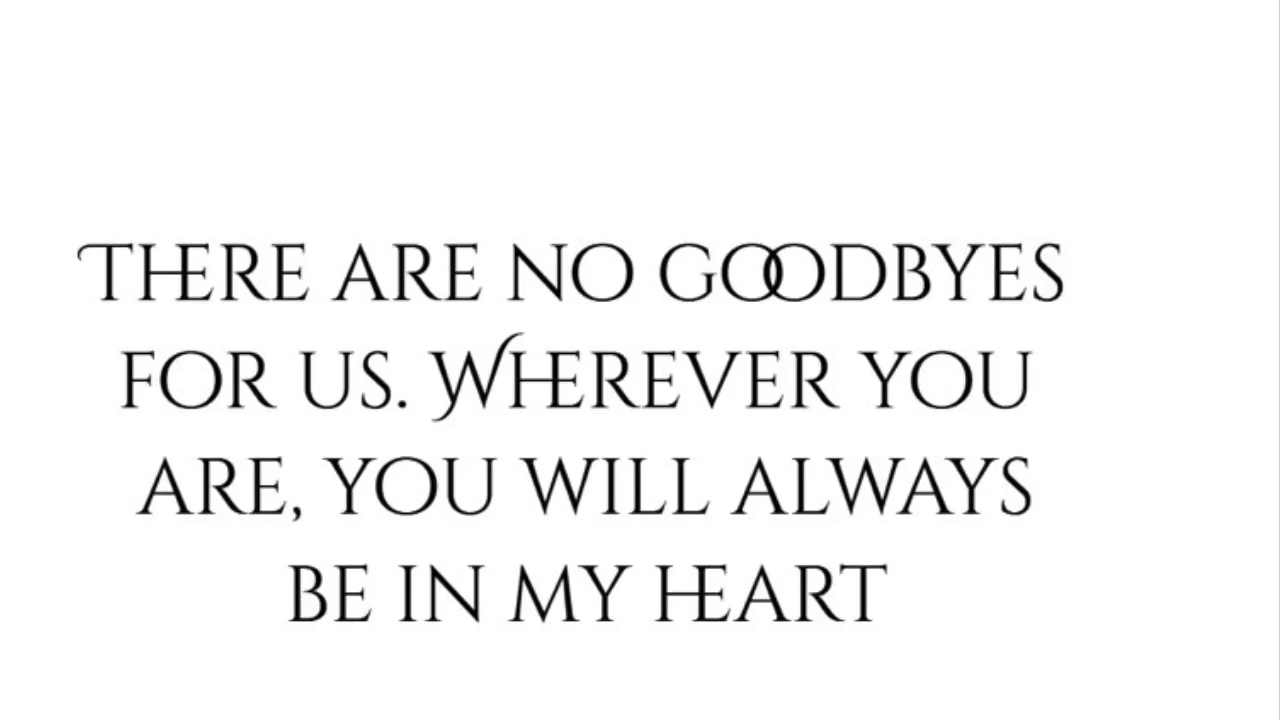 There are no goodbyes
for us. Wherever you
are, you will always
be in my heart